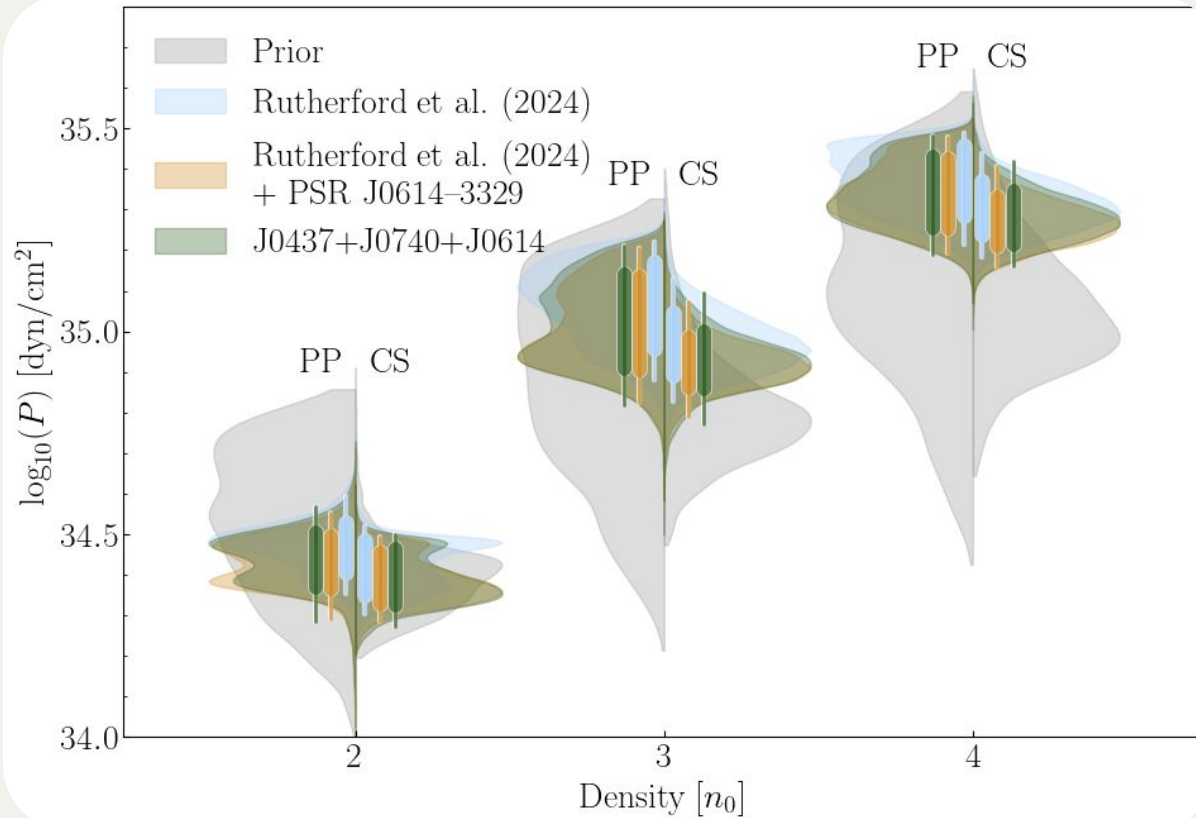 Prior
Rutherford et al. (2024)
Rutherford et al. (2024)
+ PSR J0614–3329
J0437+J0740+J0614
PP CS
PP CS
PP CS
35.5
35.0
34.5
34.0
log₁₀(P) [dyn/cm²]
2 3 4
Density [n₀]